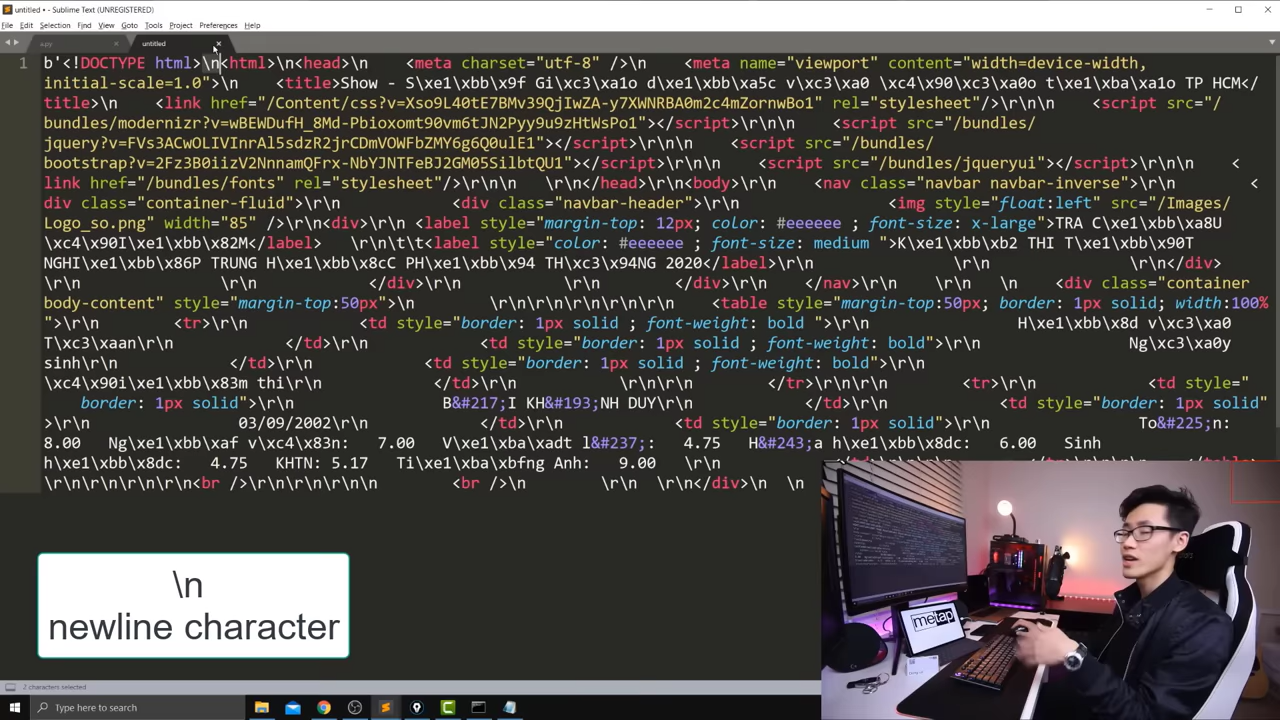 untitled • - Sublime Text (UNREGISTERED)
File Edit Selection Find View Goto Tools Project Preferences Help
a.py × untitled ×
1 b'<!DOCTYPE html>\n<html>\n<head>\n    <meta charset="utf-8" />\n    <meta name="viewport" content="width=device-width,
initial-scale=1.0">\n    <title>Show - S\xe1\xbb\x9f Gi\xc3\xa1o d\xe1\xbb\xa5c v\xc3\xa0 \xc4\x90\xc3\xa0o t\xe1\xba\xa1o TP HCM</
title>\n    <link href="/Content/css?v=Xso9L40tE7BMv39QjIwZA-y7XWNRBA0m2c4mZornwBo1" rel="stylesheet"/>\r\n\n    <script src="/
bundles/modernizr?v=wBEWDufH_8Md-Pbioxomt90vm6tJN2Pyy9u9zHtWsPo1"></script>\r\n\n    <script src="/bundles/
jquery?v=FVs3ACwOLIVInrAl5sdzR2jrCDmVOWFbZMY6g6Q0ulE1"></script>\r\n\n    <script src="/bundles/
bootstrap?v=2Fz3B0iizV2NnnamQFrx-NbYJNTFeBJ2GM05SilbtQU1"></script>\r\n    <script src="/bundles/jqueryui"></script>\r\n\n    <
link href="/bundles/fonts" rel="stylesheet"/>\r\n\n    \r\n</head>\r\n<body>\r\n    <nav class="navbar navbar-inverse">\r\n    <
div class="container-fluid">\r\n    <div class="navbar-header">\r\n    <img style="float:left" src="/Images/
Logo_so.png" width="85" />\r\n<div>\r\n <label style="margin-top: 12px; color: #eeeeee ; font-size: x-large">TRA C\xe1\xbb\xa8U
\xc4\x90I\xe1\xbb\x82M</label>    \r\n\t\t<label style="color: #eeeeee ; font-size: medium ">K\xe1\xbb\xb2 THI T\xe1\xbb\x90T
NGHI\xe1\xbb\x86P TRUNG H\xe1\xbb\x8cC PH\xe1\xbb\x94 TH\xc3\x94NG 2020</label>\r\n    \r\n    \r\n</div>
\r\n    \r\n    </div>\r\n    </div>\r\n    </nav>\r\n    \n    <div class="container
body-content" style="margin-top:50px">\n    \r\n\r\n\r\n\r\n\r\n    <table style="margin-top:50px; border: 1px solid; width:100%
">\r\n    <tr>\r\n    <td style="border: 1px solid ; font-weight: bold ">\r\n    H\xe1\xbb\x8d v\xc3\xa0
T\xc3\xaan\r\n    </td>\r\n    <td style="border: 1px solid ; font-weight: bold">\r\n    Ng\xc3\xa0y
sinh\r\n    </td>\r\n    <td style="border: 1px solid ; font-weight: bold">\r\n
\xc4\x90i\xe1\xbb\x83m thi\r\n    </td>\r\n    \r\n\r\n    </tr>\r\n    <tr>\r\n    <td style="
border: 1px solid">\r\n    B&#217;I KH&#193;NH DUY\r\n    </td>\r\n    <td style="border: 1px solid"
>\r\n    03/09/2002\r\n    </td>\r\n    <td style="border: 1px solid">\r\n    To&#225;n:
8.00   Ng\xe1\xbb\xaf v\xc4\x83n:   7.00   V\xe1\xba\xadt l&#237;:   4.75   H&#243;a h\xe1\xbb\x8dc:   6.00   Sinh
h\xe1\xbb\x8dc:   4.75   KHTN: 5.17   Ti\xe1\xba\xbfng Anh:   9.00    \r\n
\r\n\r\n\r\n\r\n<br />\r\n\r\n\r\n    <br />\n    \r\n  \r\n</div>\n  \n
\n
newline character
metap
2 characters selected
Type here to search